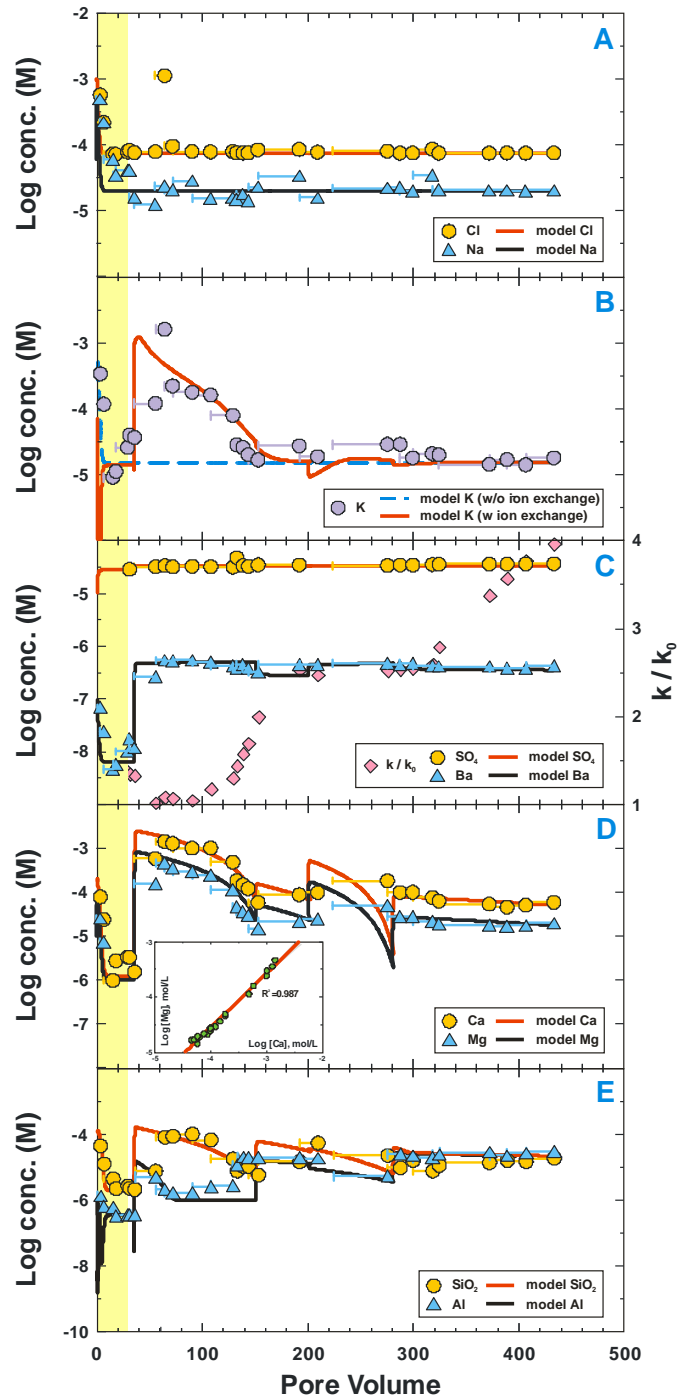 -2
A
-3
-4
-5
Log conc. (M)
Cl model Cl
Na model Na
B
-3
-4
-5
Log conc. (M)
K model K (w/o ion exchange)
model K (w ion exchange)
C
4
-5
-6
3
-7
2
-8
1
Log conc. (M)
k / k₀
k / k₀ SO₄ model SO₄
Ba model Ba
D
-3
-4
-5
-6
-7
Log conc. (M)
-3
-4
-5
Log [Mg], mol/L
R²=0.987
Log [Ca], mol/L
-5 -4 -3 -2
Ca model Ca
Mg model Mg
E
-4
-6
-8
-10
Log conc. (M)
SiO₂ model SiO₂
Al model Al
0 100 200 300 400 500
Pore Volume